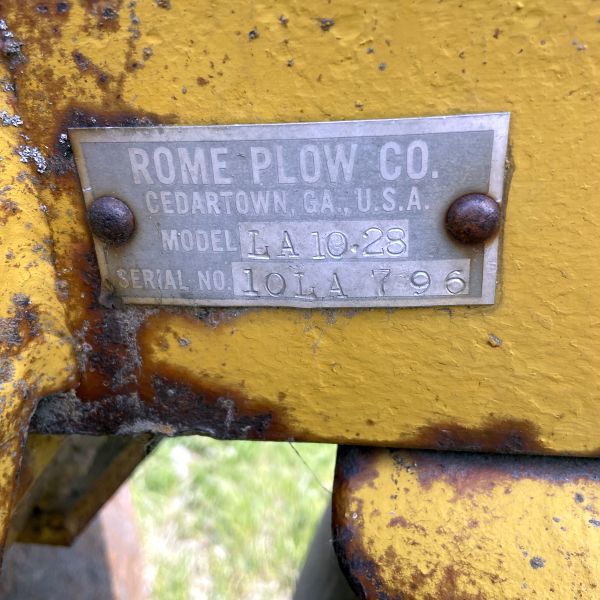 ROME PLOW CO.
CEDARTOWN, GA., U.S.A.
MODEL LA 10.28
SERIAL NO. 10LA 796